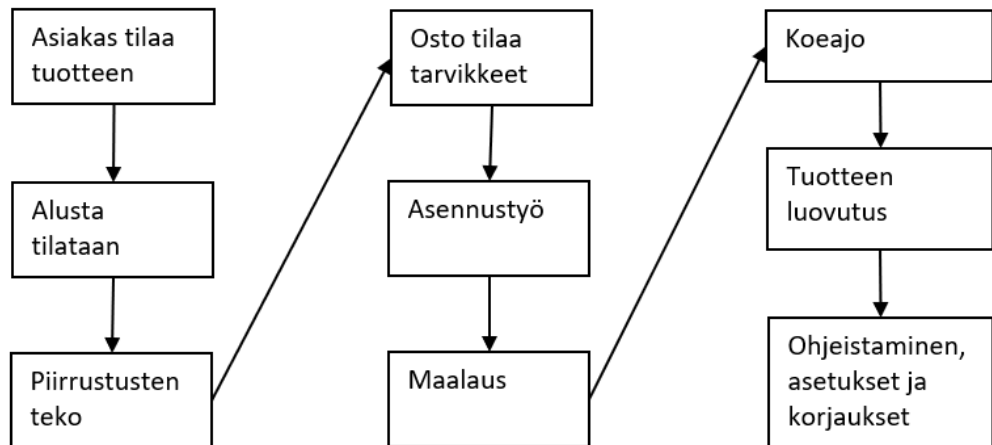 Asiakas tilaa
tuotteen
Alusta
tilataan
Piirrustusten
teko
Osto tilaa
tarvikkeet
Asennustyö
Maalaus
Koeajo
Tuotteen
luovutus
Ohjeistaminen,
asetukset ja
korjaukset